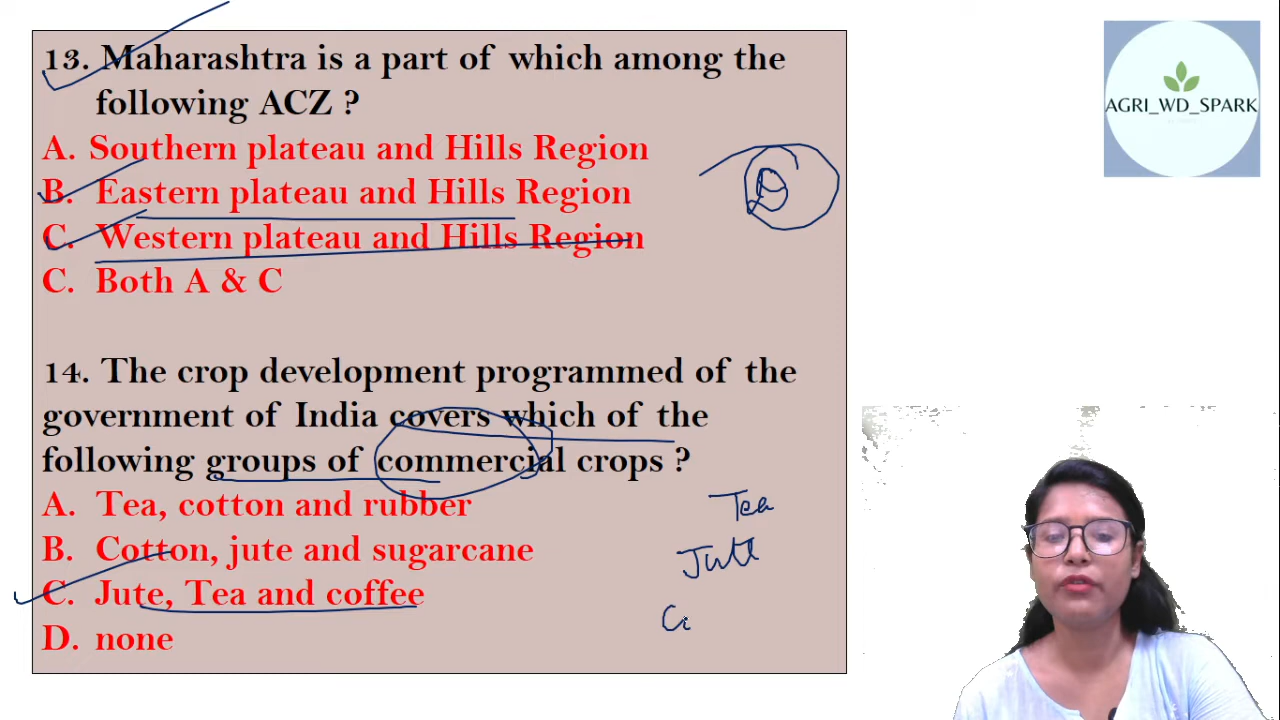 13. Maharashtra is a part of which among the
following ACZ ?
A. Southern plateau and Hills Region
B. Eastern plateau and Hills Region
C. Western plateau and Hills Region
C. Both A & C
14. The crop development programmed of the
government of India covers which of the
following groups of commercial crops ?
A. Tea, cotton and rubber
B. Cotton, jute and sugarcane
C. Jute, Tea and coffee
D. none
AGRI_WD_SPARK
Tea
Jute